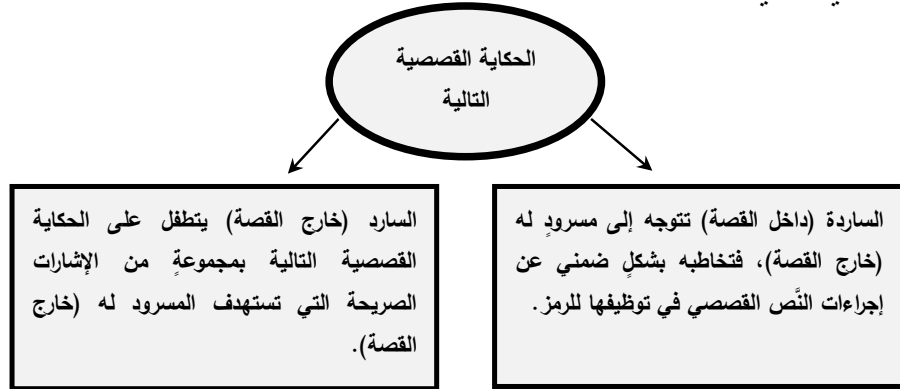 الحكاية القصصية
التالية
الساردة (داخل القصة) تتوجه إلى مسرودٍ له
(خارج القصة)، فتخاطبه بشكلٍ ضمني عن
إجراءات النَّص القصصي في توظيفها للرمز.
السارد (خارج القصة) يتطفل على الحكاية
القصصية التالية بمجموعةٍ من الإشارات
الصريحة التي تستهدف المسرود له (خارج
القصة).